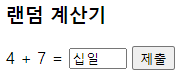 랜덤 계산기
4 + 7 = 십일 제출